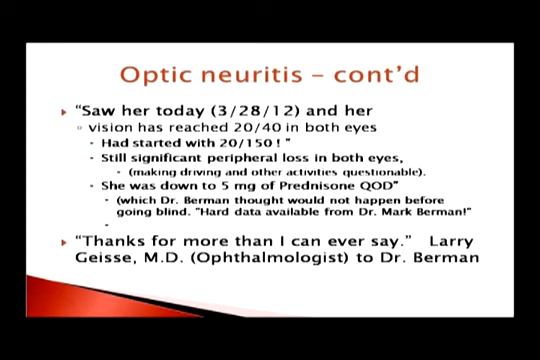 Optic neuritis – cont’d
“Saw her today (3/28/12) and her
vision has reached 20/40 in both eyes
Had started with 20/150!”
Still significant peripheral loss in both eyes,
(making driving and other activities questionable).
She was down to 5 mg of Prednisone QOD”
(which Dr. Berman thought would not happen before
going blind. “Hard data available from Dr. Mark Berman!”
“Thanks for more than I can ever say.” Larry
Geisse, M.D. (Ophthalmologist) to Dr. Berman